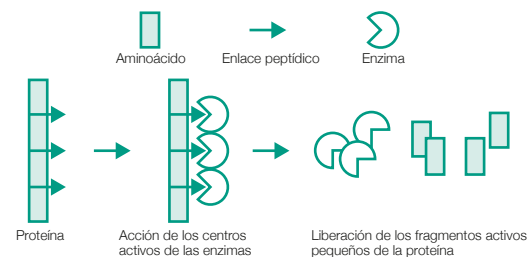 Aminoácido
Enlace peptídico
Enzima
Proteína
Acción de los centros
activos de las enzimas
Liberación de los fragmentos activos
pequeños de la proteína